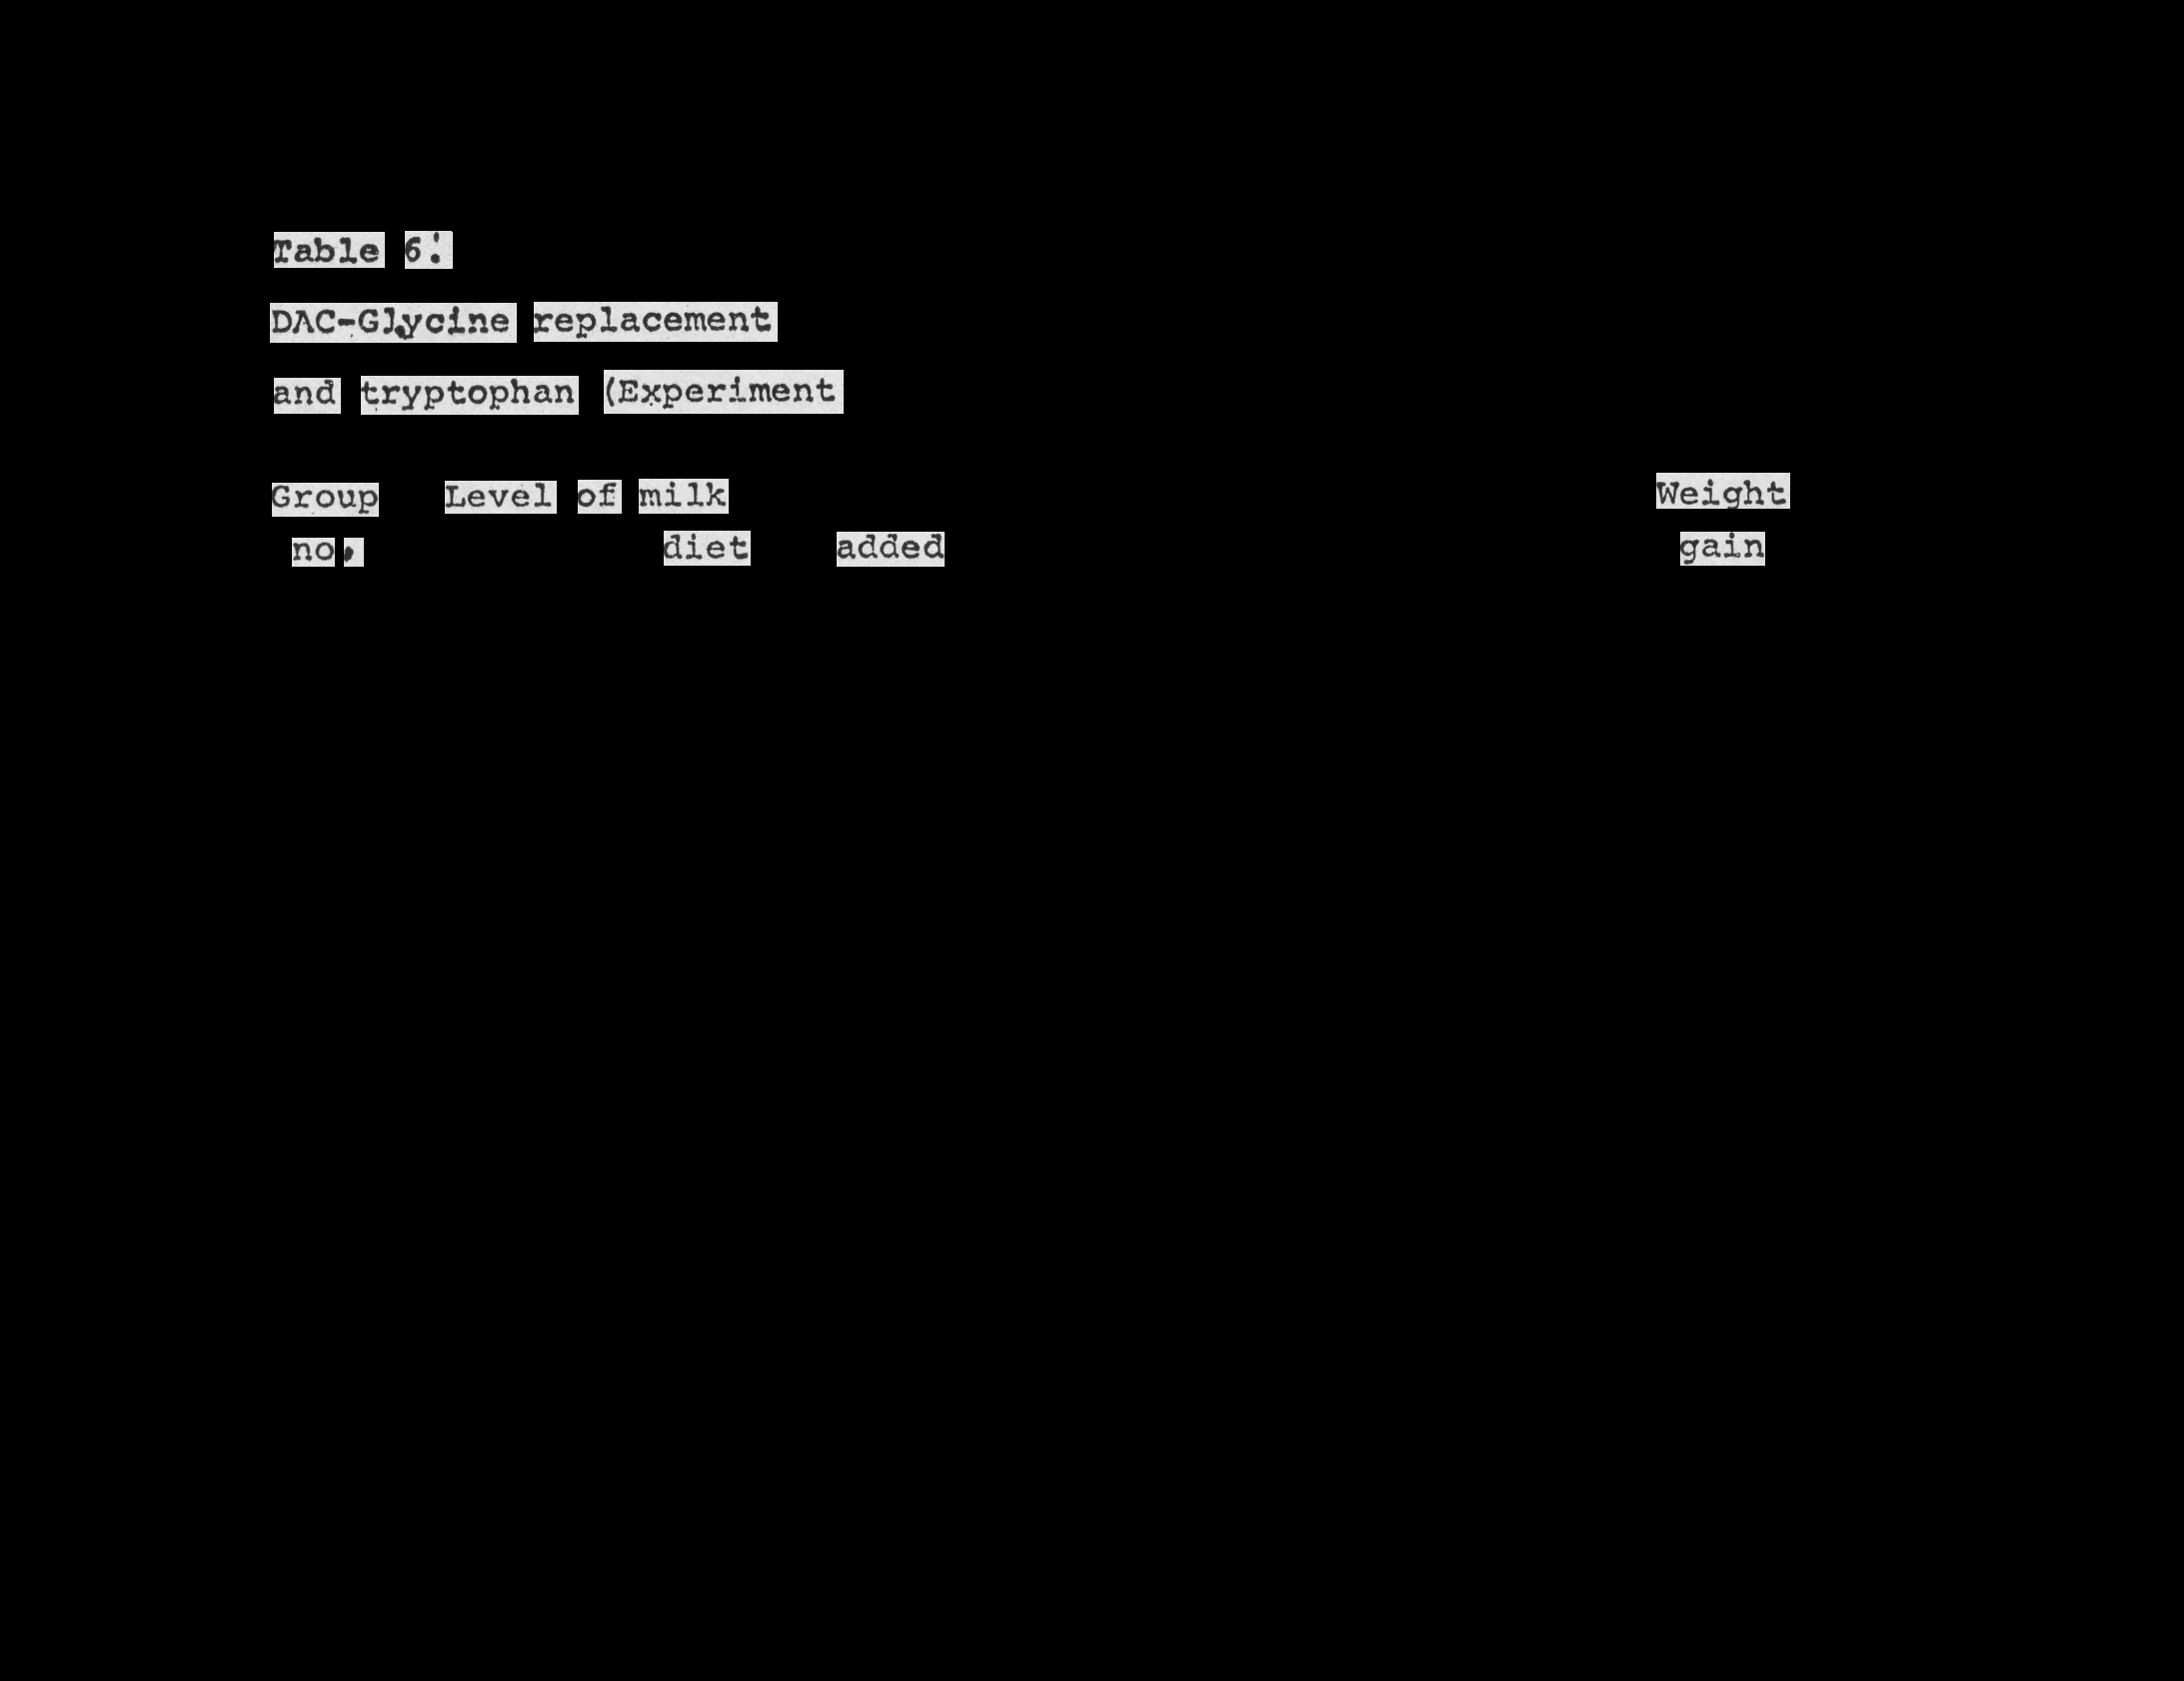 Table 6:
DAC-Glycine replacement
and tryptophan (Experiment
Group Level of milk Weight
no. diet added gain